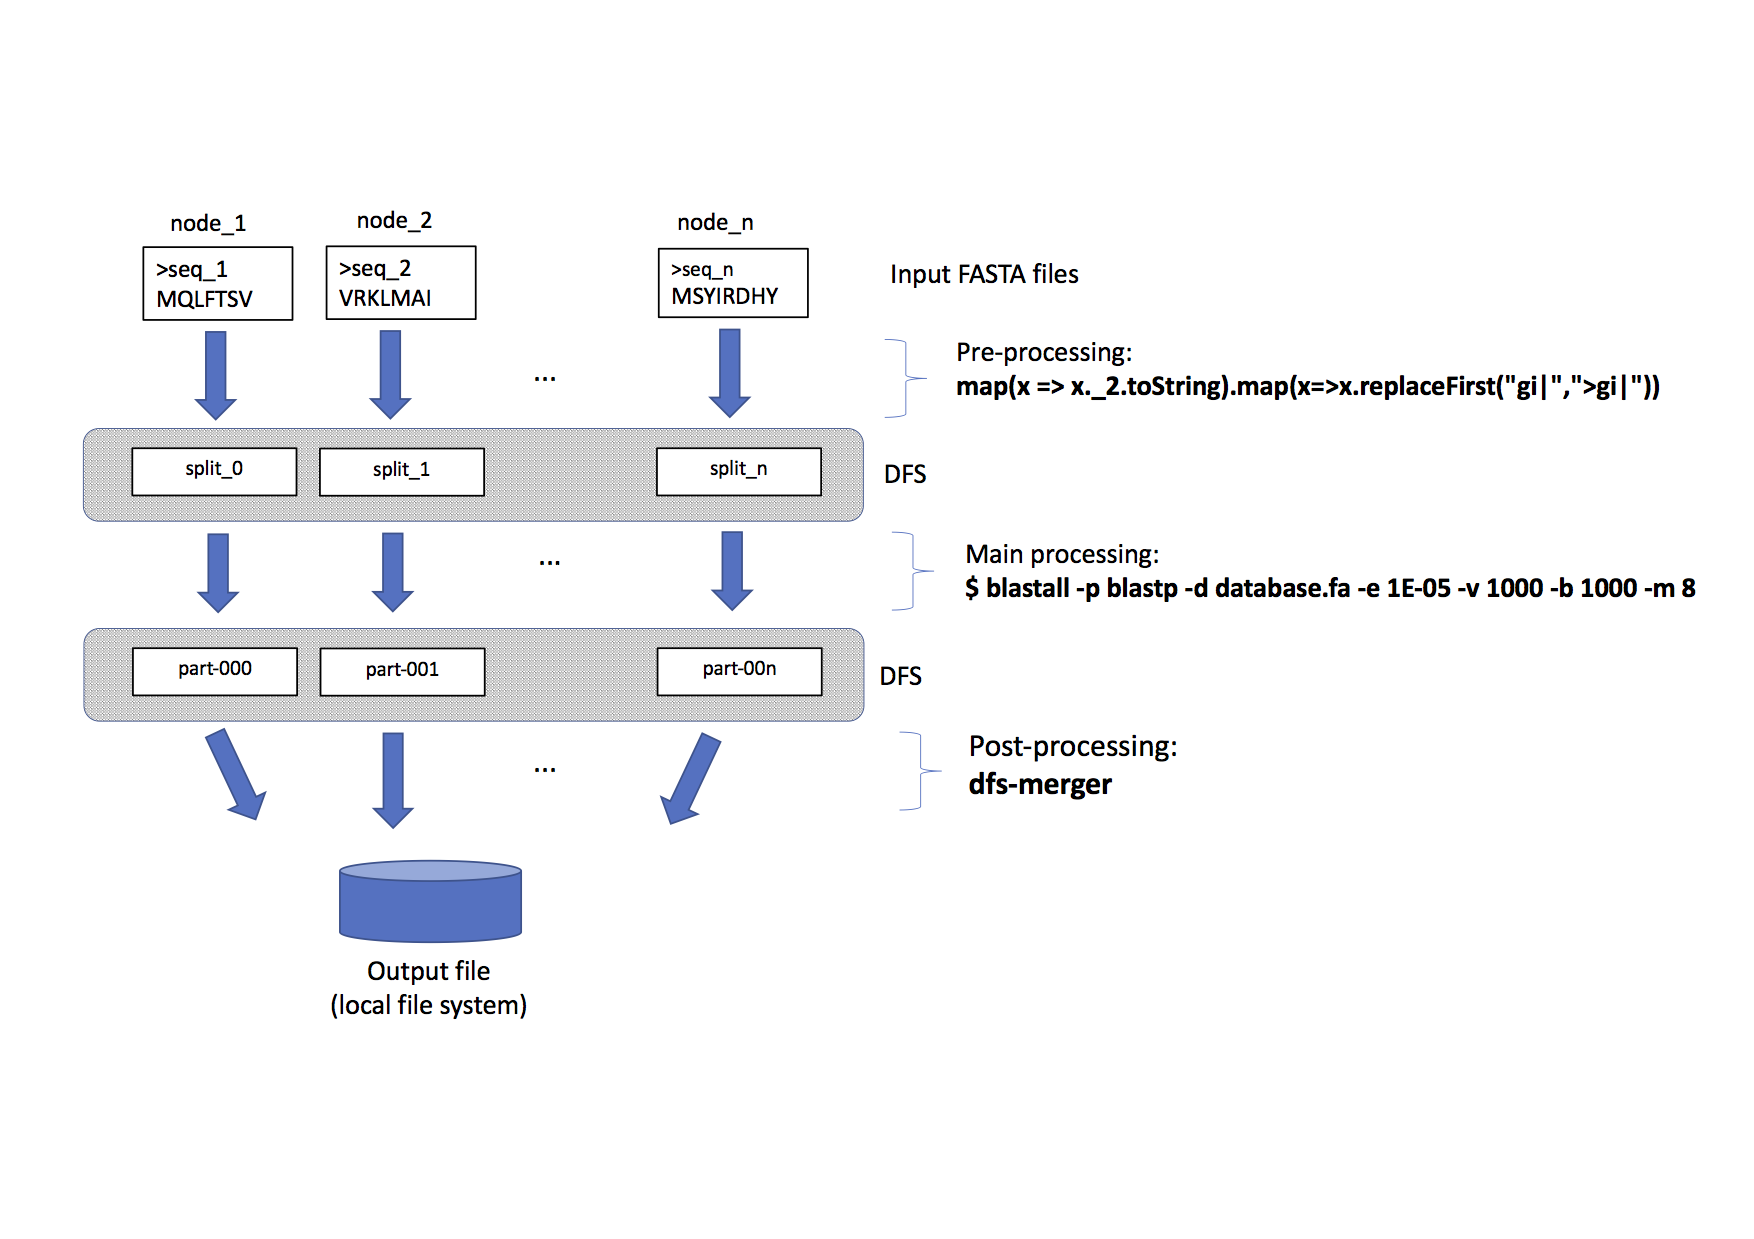 node_1
node_2
node_n
>seq_1
MQLFTSV
>seq_2
VRKLMAI
>seq_n
MSYIRDHY
Input FASTA files
...
Pre-processing:
map(x => x._2.toString).map(x=>x.replaceFirst("gi|",">gi|"))
split_0
split_1
split_n
DFS
...
Main processing:
$ blastall -p blastp -d database.fa -e 1E-05 -v 1000 -b 1000 -m 8
part-000
part-001
part-00n
DFS
...
Post-processing:
dfs-merger
Output file
(local file system)